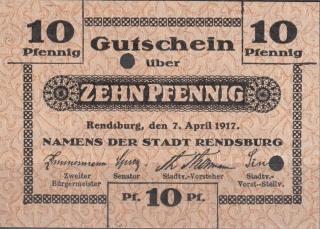 10 Pfennig
Gutschein
10 Pfennig
über
ZEHN PFENNIG
Rendsburg, den 7. April 1917.
NAMENS DER STADT RENDSBURG
Zweiter Bürgermeister
Senator
Stadtv.-Vorsteher
Stadtv.-Vorst.-Stellv.
Pf. 10 Pf.